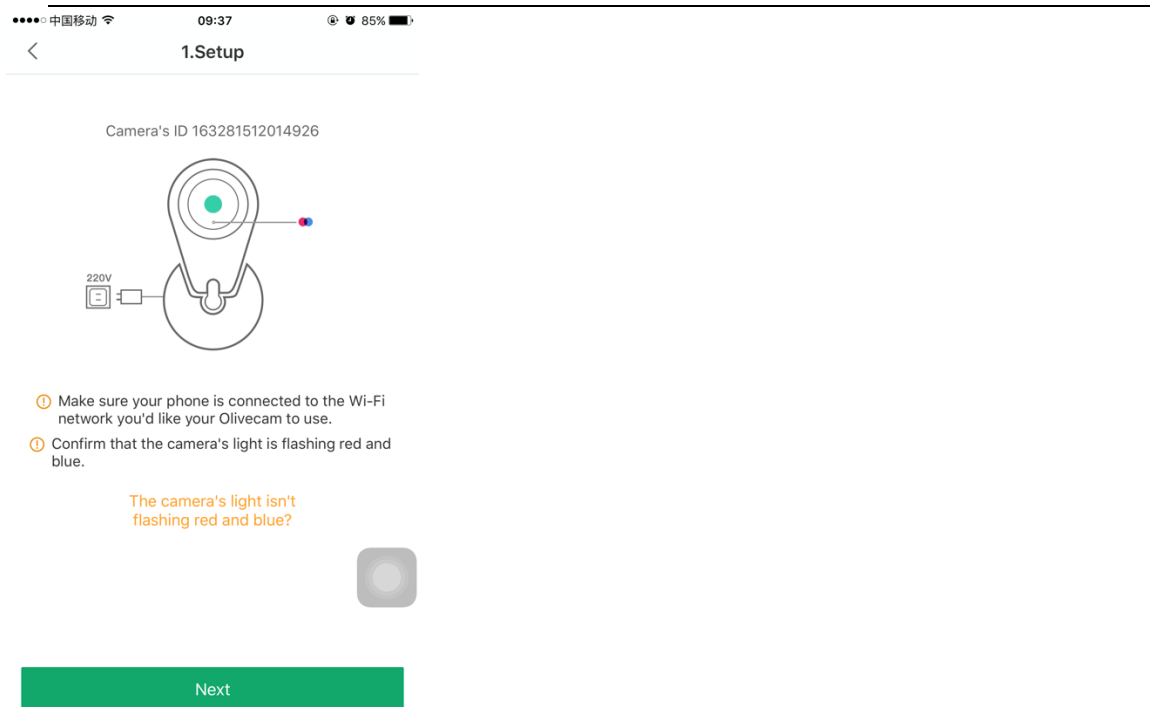 中国移动 09:37 85%
1.Setup
Camera's ID 163281512014926
220V
Make sure your phone is connected to the Wi-Fi
network you'd like your Olivecam to use.
Confirm that the camera's light is flashing red and
blue.
The camera's light isn't
flashing red and blue?
Next